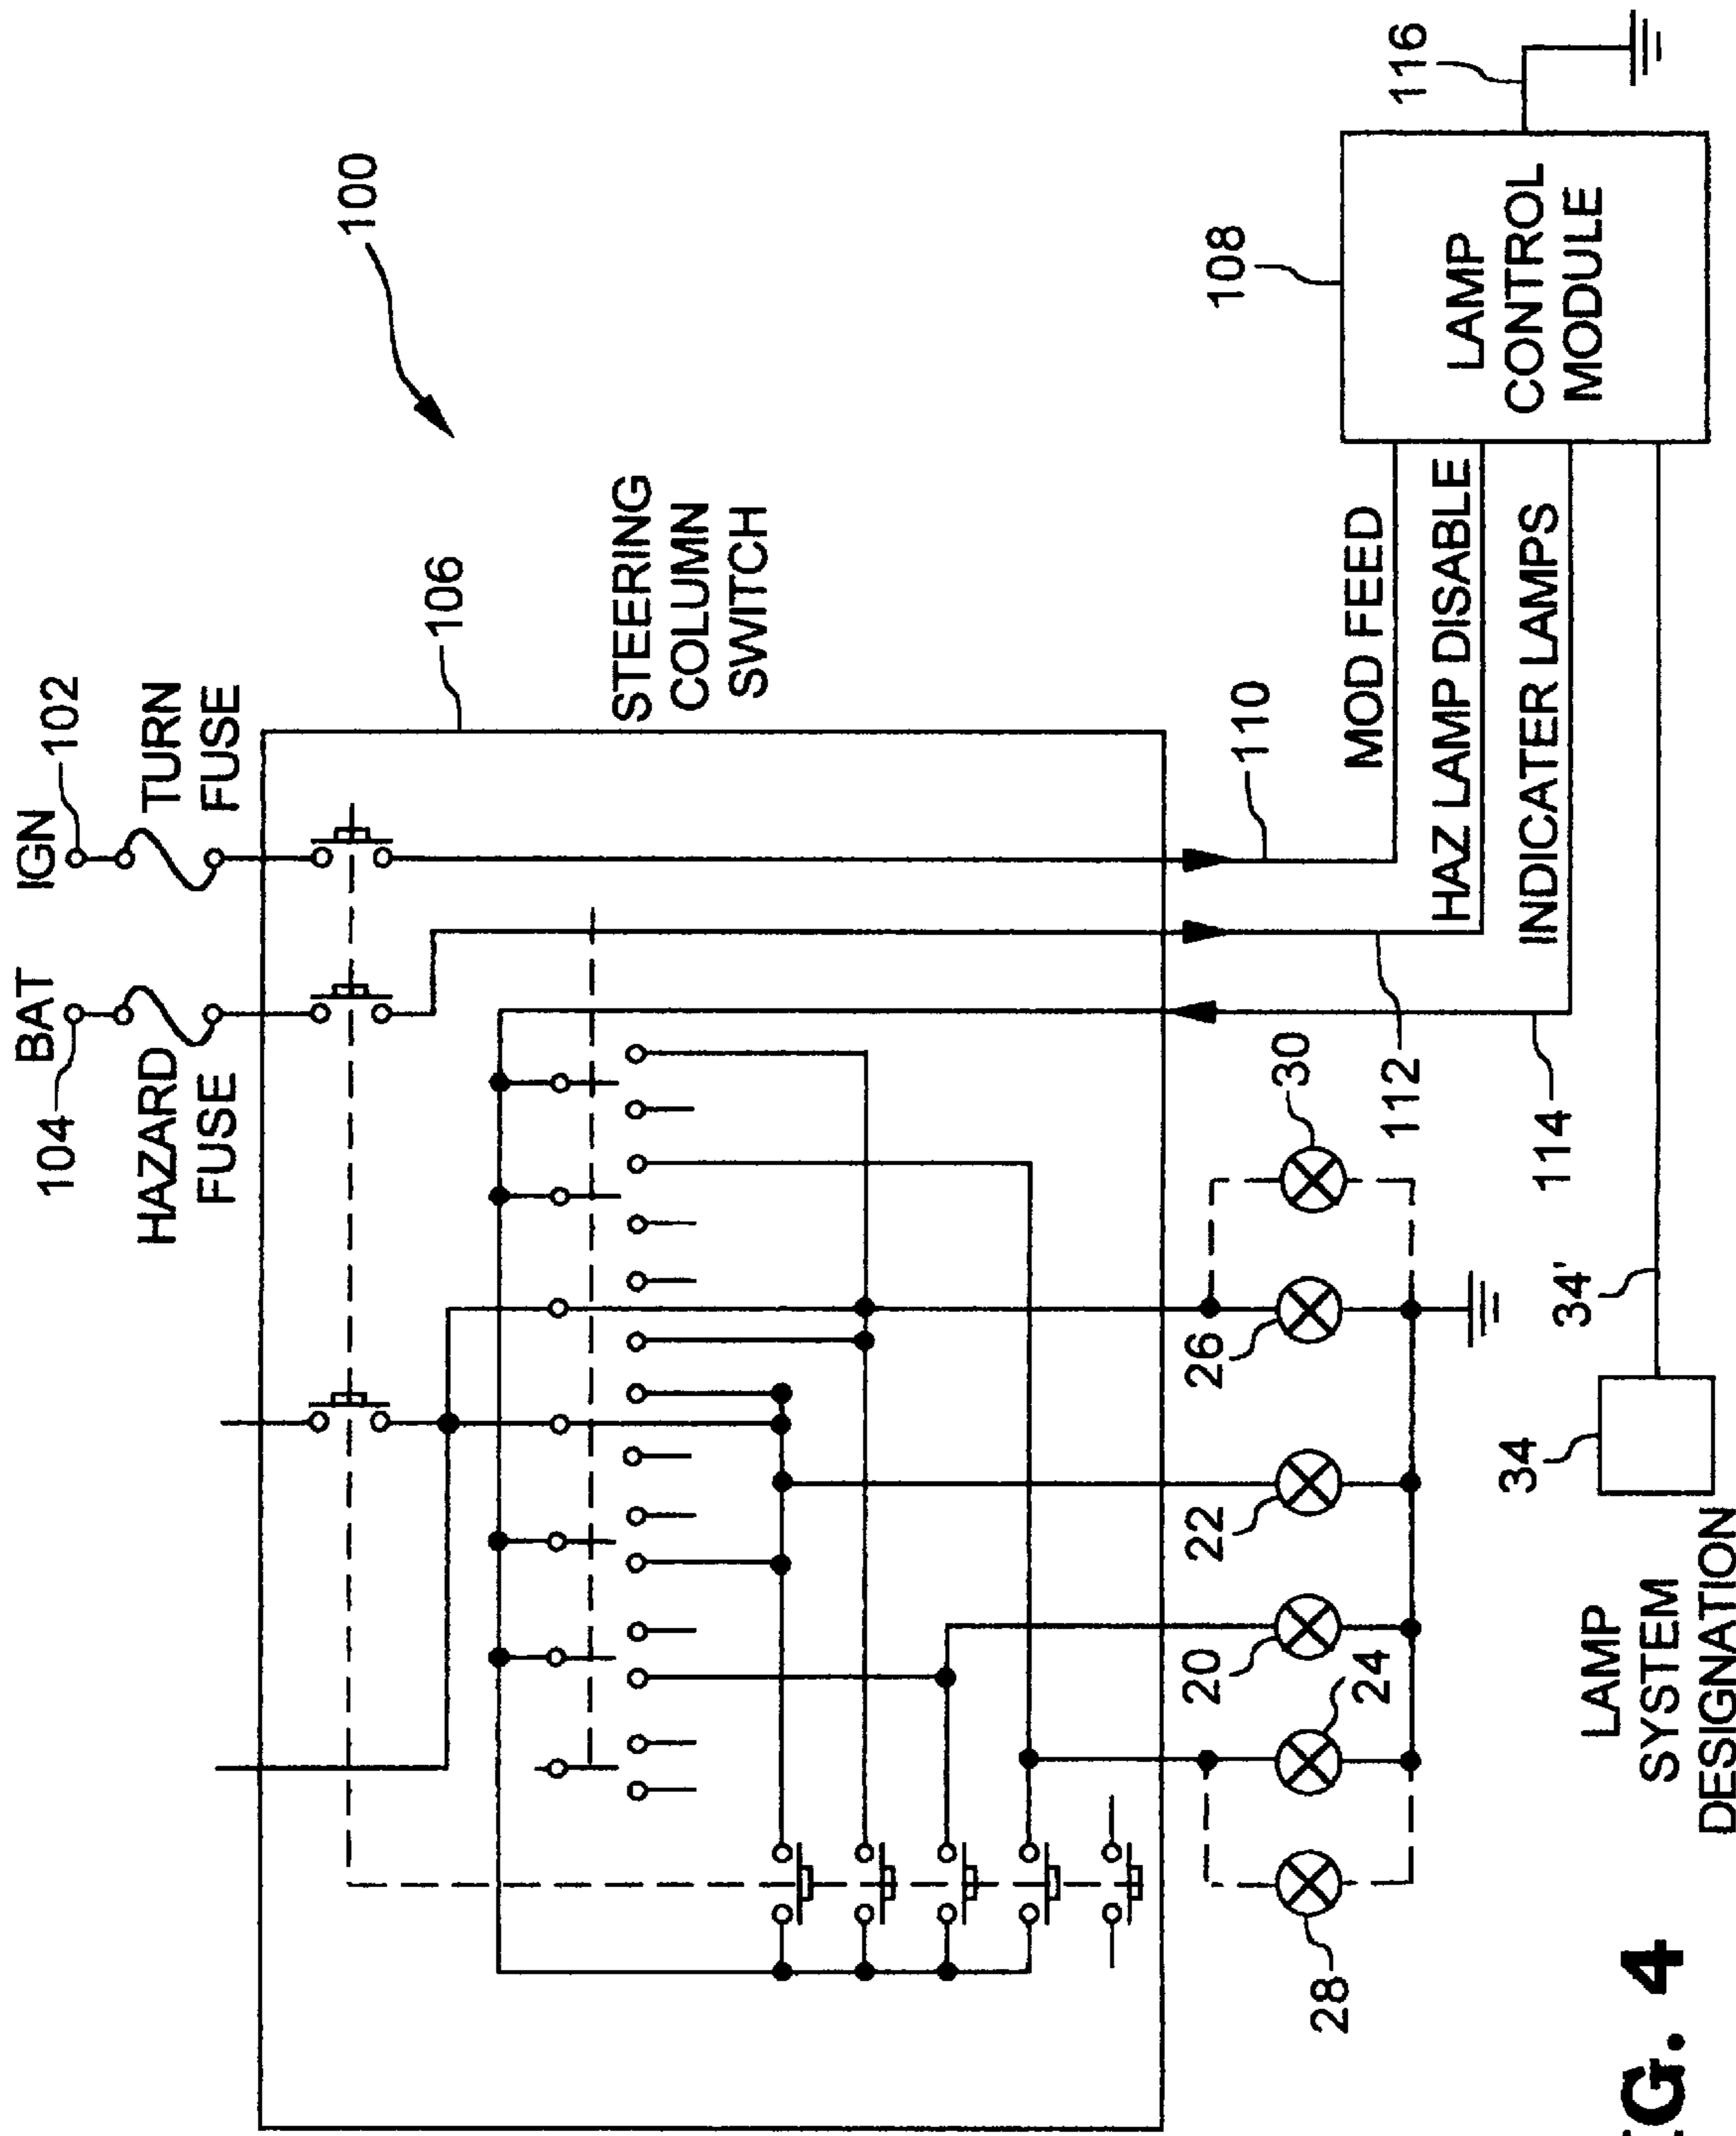 IGN
102
TURN
FUSE
BAT
104
HAZARD
FUSE
100
106
STEERING
COLUMN
SWITCH
110
MOD FEED
HAZ LAMP DISABLE
INDICATER LAMPS
112
114
108
LAMP
CONTROL
MODULE
116
30
26
22
20
24
28
34
34'
LAMP
SYSTEM
DESIGNATION
G. 4